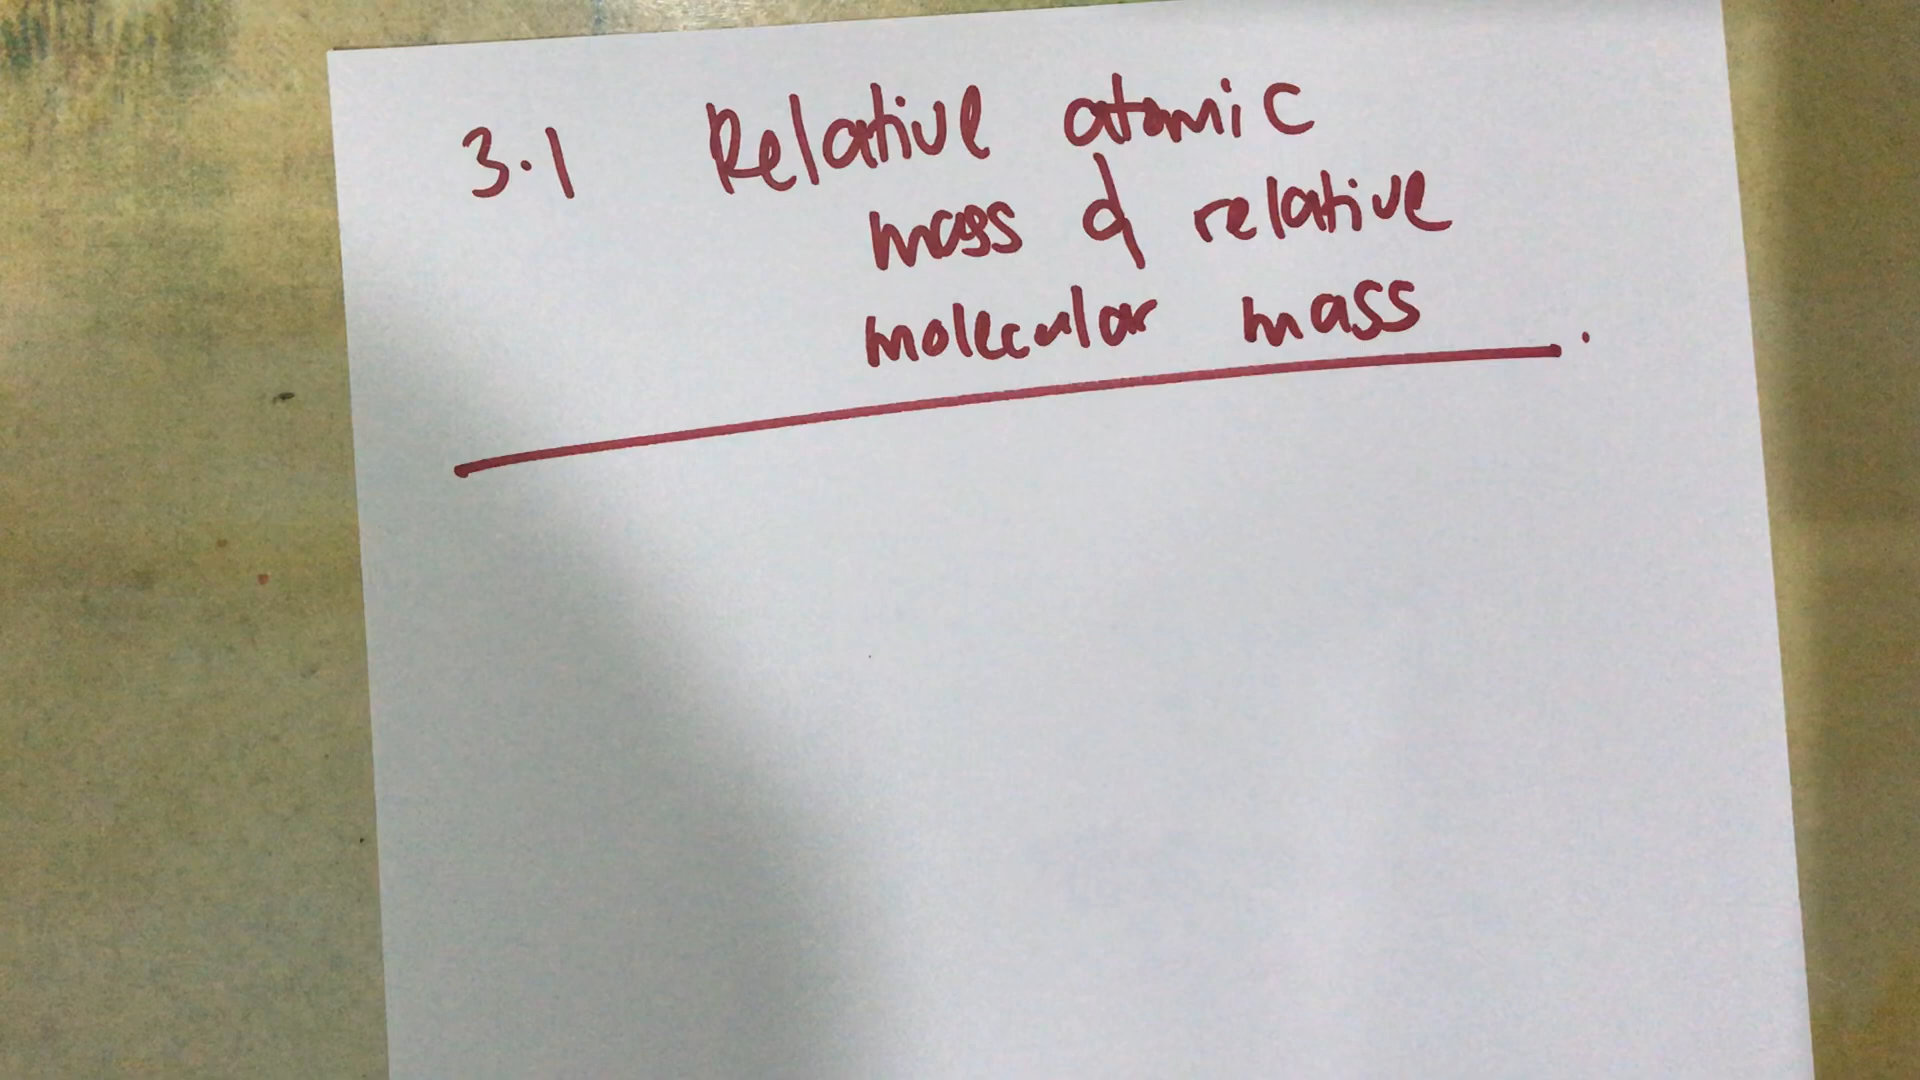 3.1 Relative atomic
mass & relative
molecular mass.